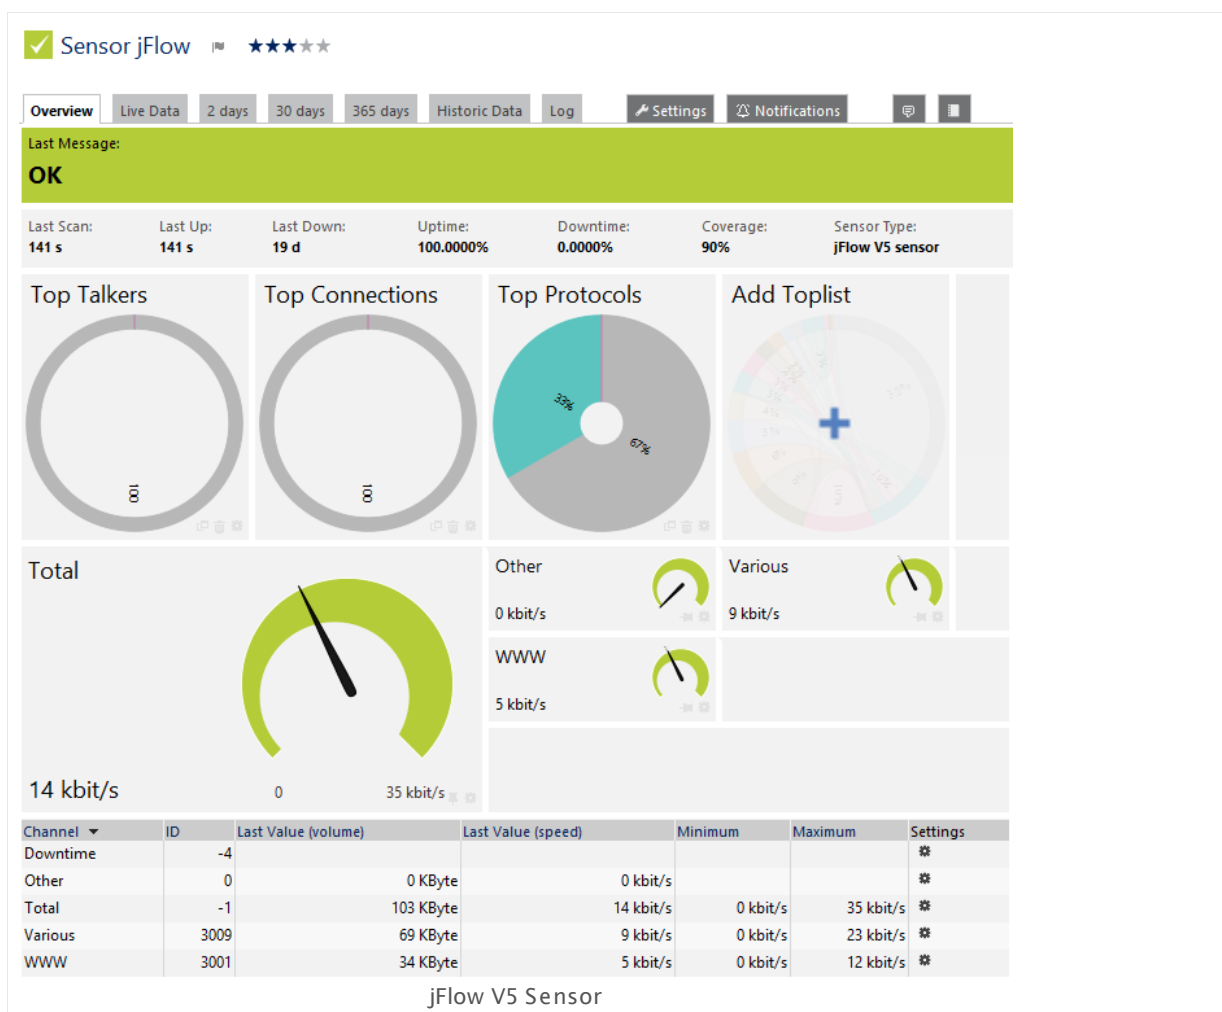 Sensor jFlow
Overview Live Data 2 days 30 days 365 days Historic Data Log Settings Notifications
Last Message:
OK
Last Scan: Last Up: Last Down: Uptime: Downtime: Coverage: Sensor Type:
141 s 141 s 19 d 100.0000% 0.0000% 90% jFlow V5 sensor
Top Talkers Top Connections Top Protocols Add Toplist
33%
67%
100 100
Total
Other Various
0 kbit/s 9 kbit/s
WWW
5 kbit/s
14 kbit/s 0 35 kbit/s
Channel ID Last Value (volume) Last Value (speed) Minimum Maximum Settings
Downtime -4
Other 0 0 KByte 0 kbit/s
Total -1 103 KByte 14 kbit/s 0 kbit/s 35 kbit/s
Various 3009 69 KByte 9 kbit/s 0 kbit/s 23 kbit/s
WWW 3001 34 KByte 5 kbit/s 0 kbit/s 12 kbit/s
jFlow V5 Sensor